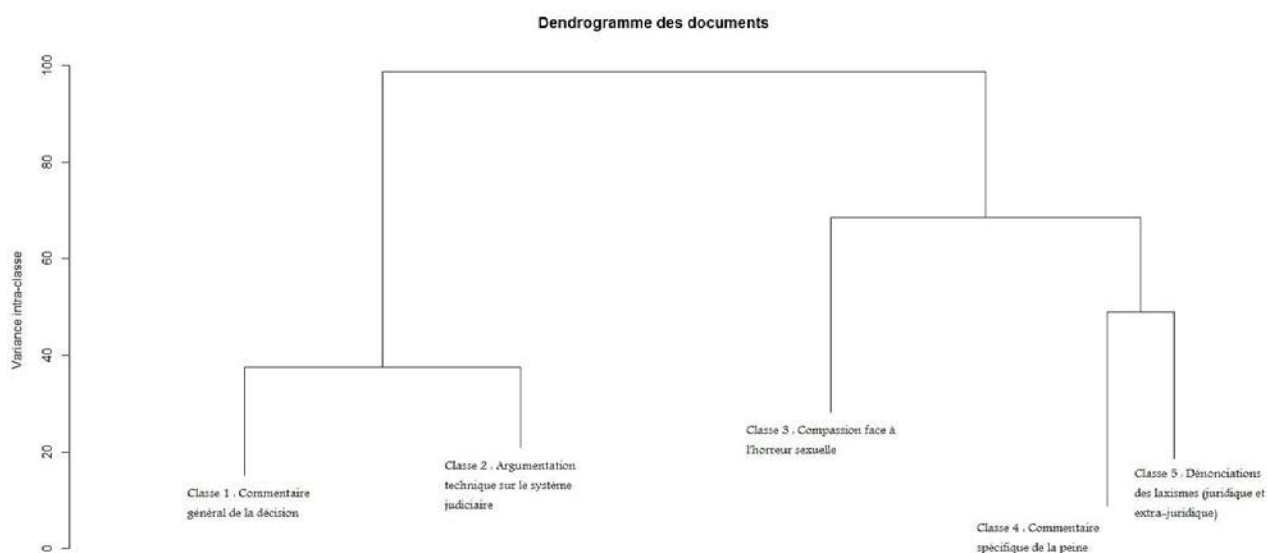 Dendrogramme des documents
Variance intra-classe
100
80
60
40
20
0
Classe 1 . Commentaire
général de la décision
Classe 2 . Argumentation
technique sur le système
judiciaire
Classe 3 . Compassion face à
l'horreur sexuelle
Classe 4 . Commentaire
spécifique de la peine
Classe 5 . Dénonciations
des laxismes (juridique et
extra-juridique)